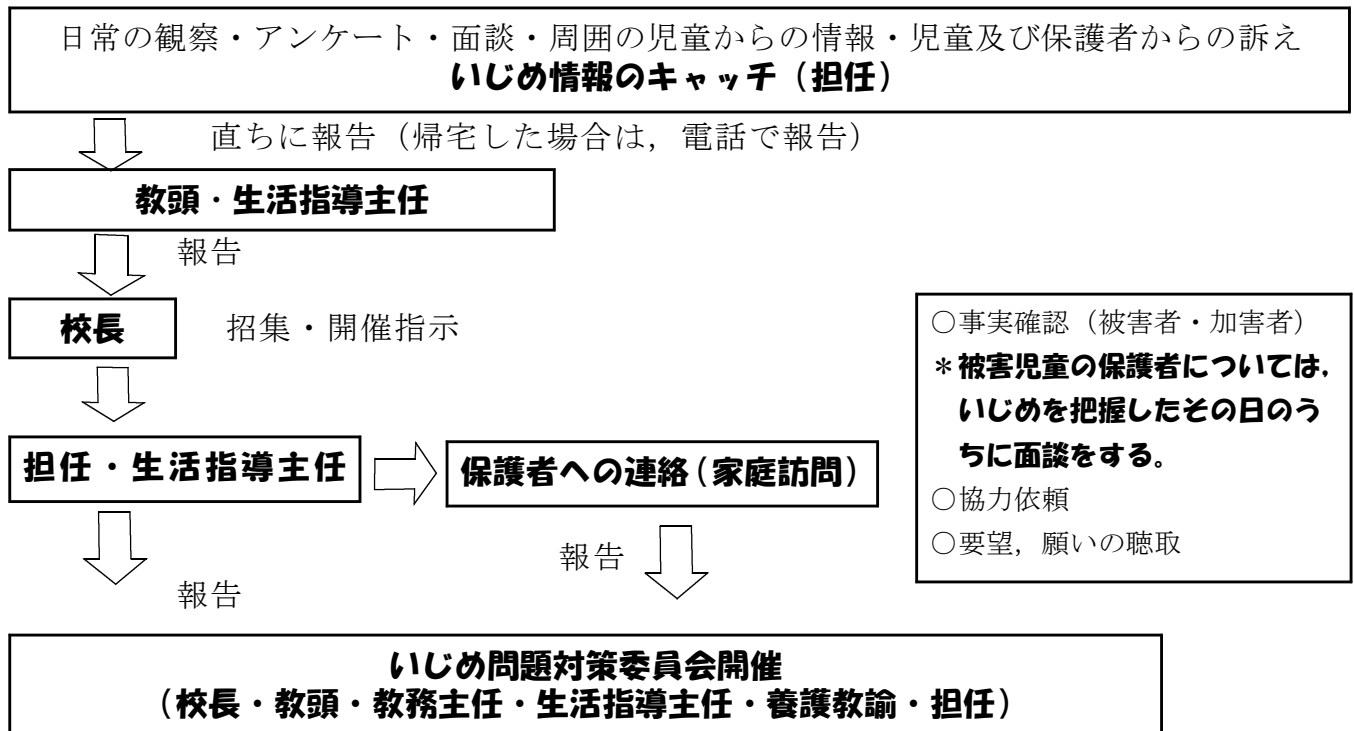 日常の観察・アンケート・面談・周囲の児童からの情報・児童及び保護者からの訴え
いじめ情報のキャッチ（担任）
直ちに報告（帰宅した場合は，電話で報告）
教頭・生活指導主任
報告
校長
招集・開催指示
担任・生活指導主任
保護者への連絡（家庭訪問）
○事実確認（被害者・加害者）
＊被害児童の保護者については，
いじめを把握したその日のう
ちに面談をする。
○協力依頼
○要望，願いの聴取
報告
報告
いじめ問題対策委員会開催
（校長・教頭・教務主任・生活指導主任・養護教諭・担任）